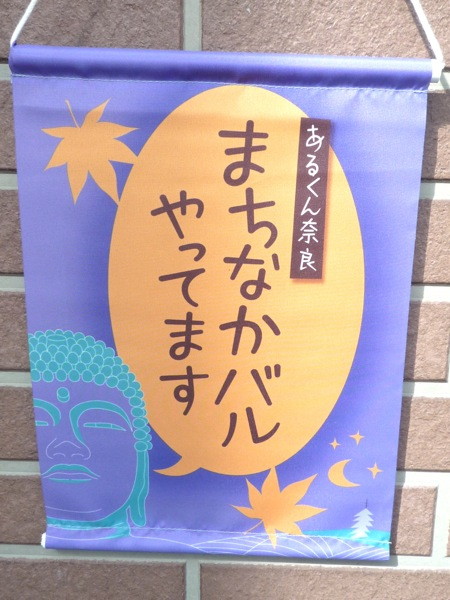 あるくん奈良
まちなかバル
やってます